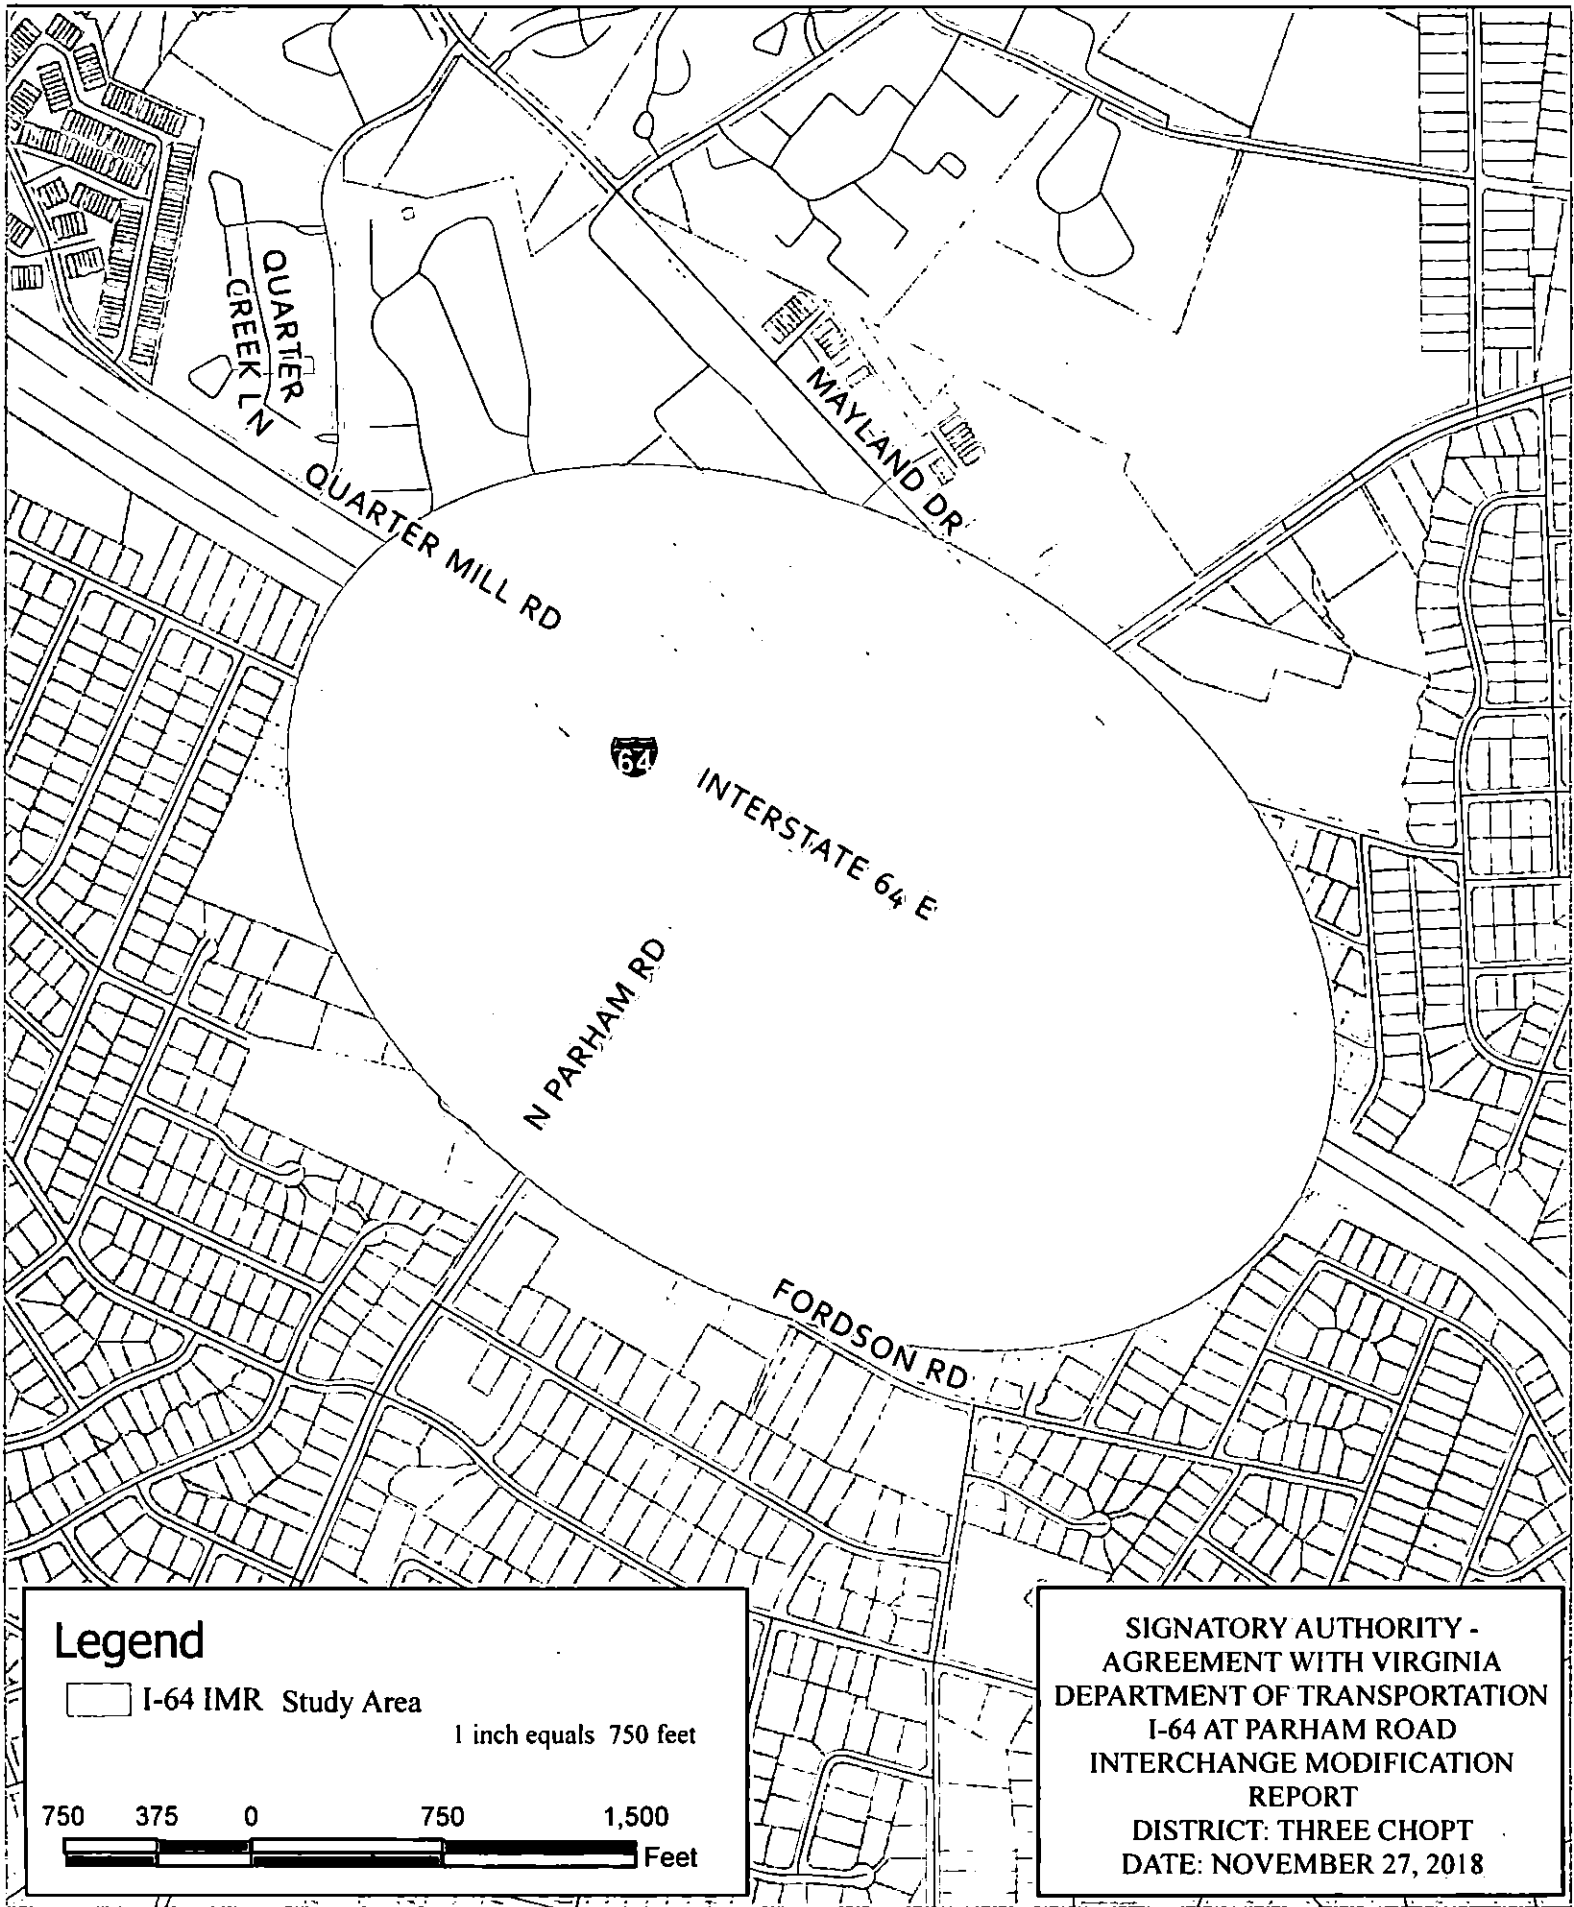 QUARTER
CREEK LN
QUARTER MILL RD
MAYLAND DR
64
INTERSTATE 64 E
N PARHAM RD
FORDSON RD
Legend
I-64 IMR Study Area
1 inch equals 750 feet
750 375 0 750 1,500
Feet
SIGNATORY AUTHORITY -
AGREEMENT WITH VIRGINIA
DEPARTMENT OF TRANSPORTATION
I-64 AT PARHAM ROAD
INTERCHANGE MODIFICATION
REPORT
DISTRICT: THREE CHOPT
DATE: NOVEMBER 27, 2018